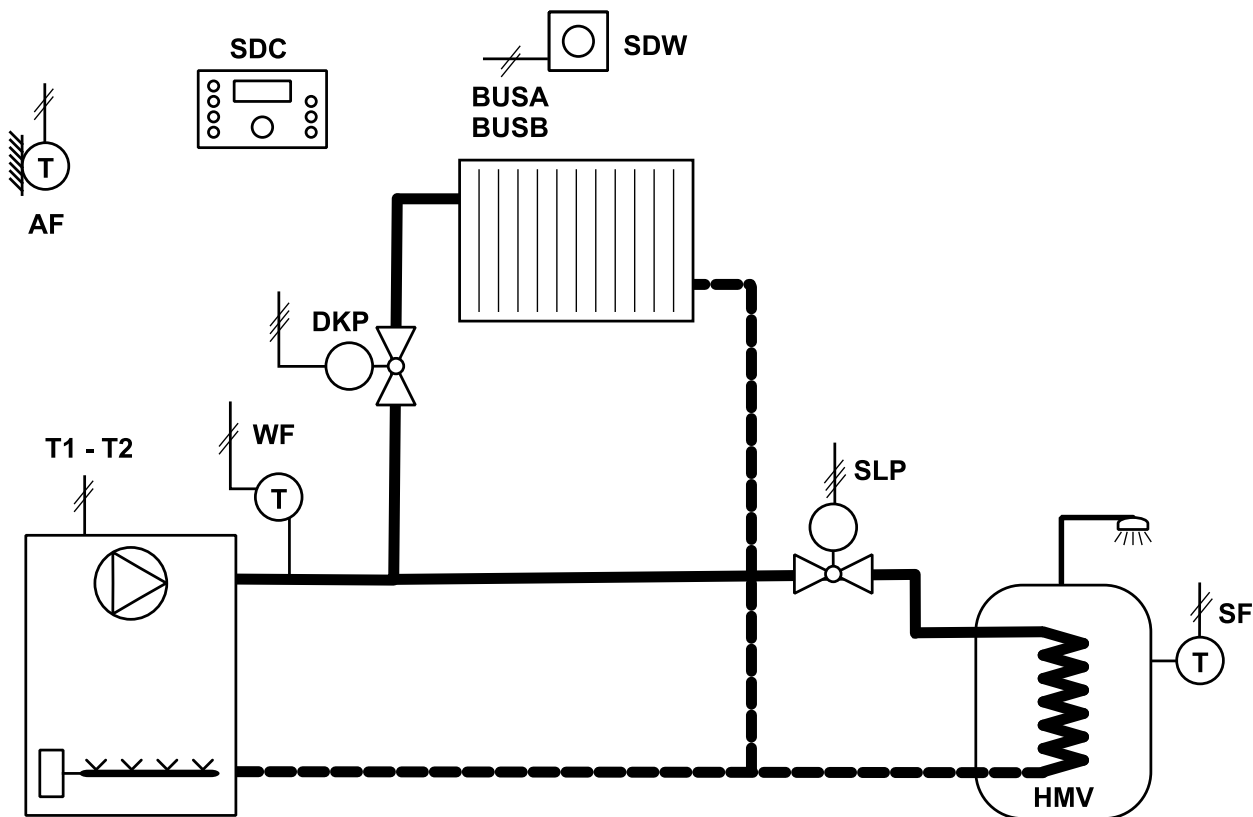 SDC
SDW
BUSA
BUSB
T
AF
DKP
T1 - T2
WF
T
SLP
SF
T
HMV